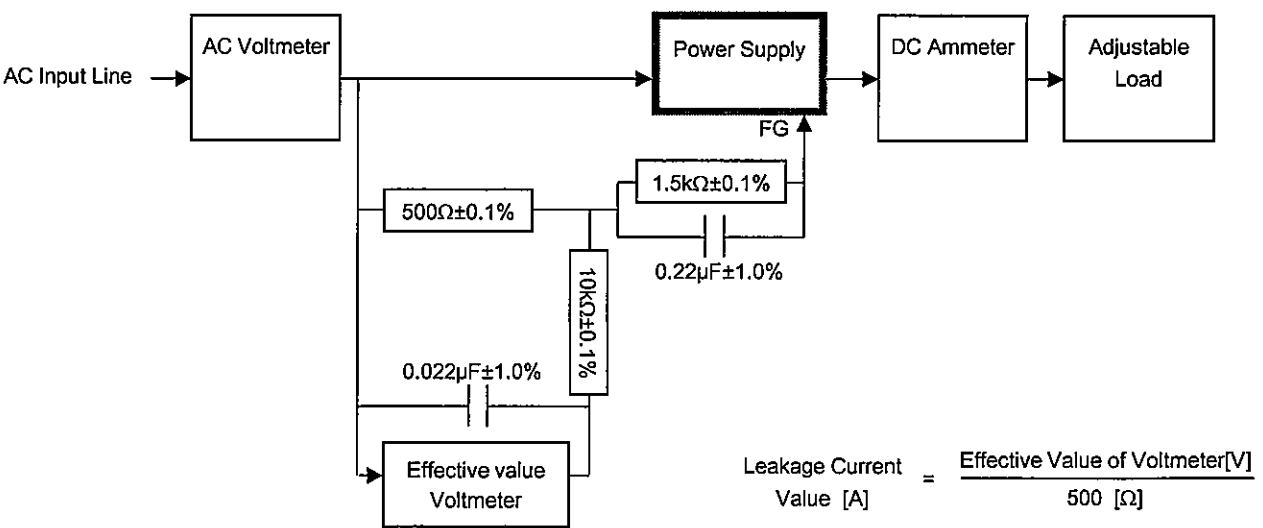 AC Voltmeter
Power Supply
DC Ammeter
Adjustable
Load
AC Input Line
FG
1.5kΩ±0.1%
500Ω±0.1%
0.22µF±1.0%
10kΩ±0.1%
0.022µF±1.0%
Effective value
Voltmeter
Leakage Current
Value [A]
=
Effective Value of Voltmeter[V]
500 [Ω]